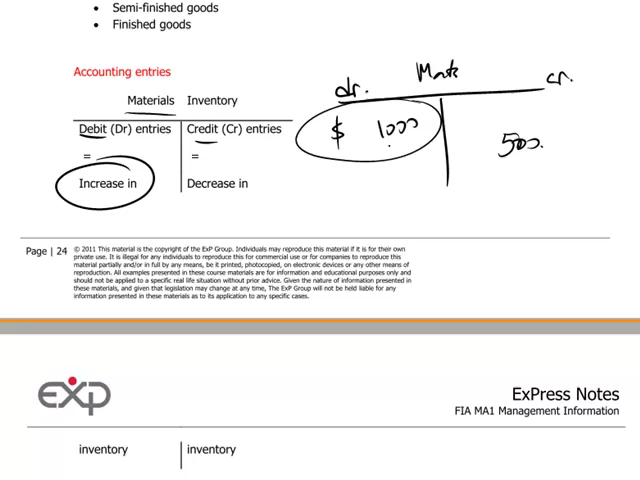 • Semi-finished goods
• Finished goods
Accounting entries
Materials Inventory
Debit (Dr) entries Credit (Cr) entries
= =
Increase in Decrease in
dr. Mate cr.
$ 1000 500.
Page | 24 © 2011 This material is the copyright of the ExP Group. Individuals may reproduce this material if it is for their own
private use. It is illegal for any individuals to reproduce this for commercial use or for companies to reproduce this
material partially and/or in full by any means, be it printed, photocopied, on electronic devices or any other means of
reproduction. All examples presented in these course materials are for information and educational purposes only and
should not be applied to a specific real life situation without prior advice. Given the nature of information presented in
these materials, and given that legislation may change at any time, The ExP Group will not be held liable for any
information presented in these materials as to its application to any specific cases.
exp
ExPress Notes
FIA MA1 Management Information
inventory inventory